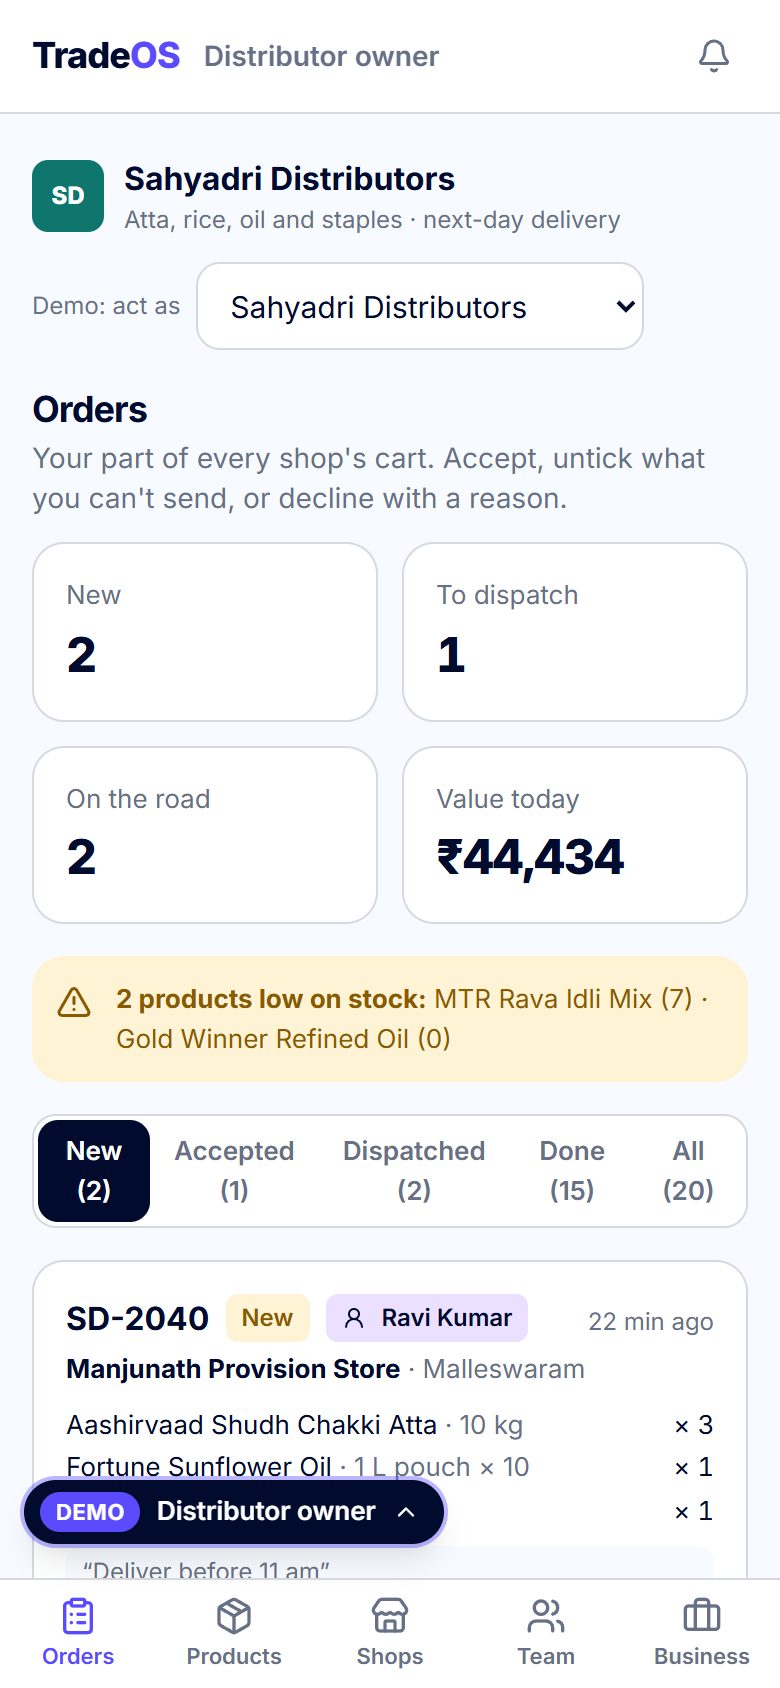 TradeOS Distributor owner
SD
Sahyadri Distributors
Atta, rice, oil and staples · next-day delivery
Demo: act as
Sahyadri Distributors
Orders
Your part of every shop's cart. Accept, untick what
you can't send, or decline with a reason.
New
2
To dispatch
1
On the road
2
Value today
₹44,434
2 products low on stock: MTR Rava Idli Mix (7) ·
Gold Winner Refined Oil (0)
New
(2)
Accepted
(1)
Dispatched
(2)
Done
(15)
All
(20)
SD-2040 New Ravi Kumar 22 min ago
Manjunath Provision Store · Malleswaram
Aashirvaad Shudh Chakki Atta · 10 kg × 3
Fortune Sunflower Oil · 1 L pouch × 10 × 1
× 1
DEMO Distributor owner
“Deliver before 11 am”
Orders
Products
Shops
Team
Business